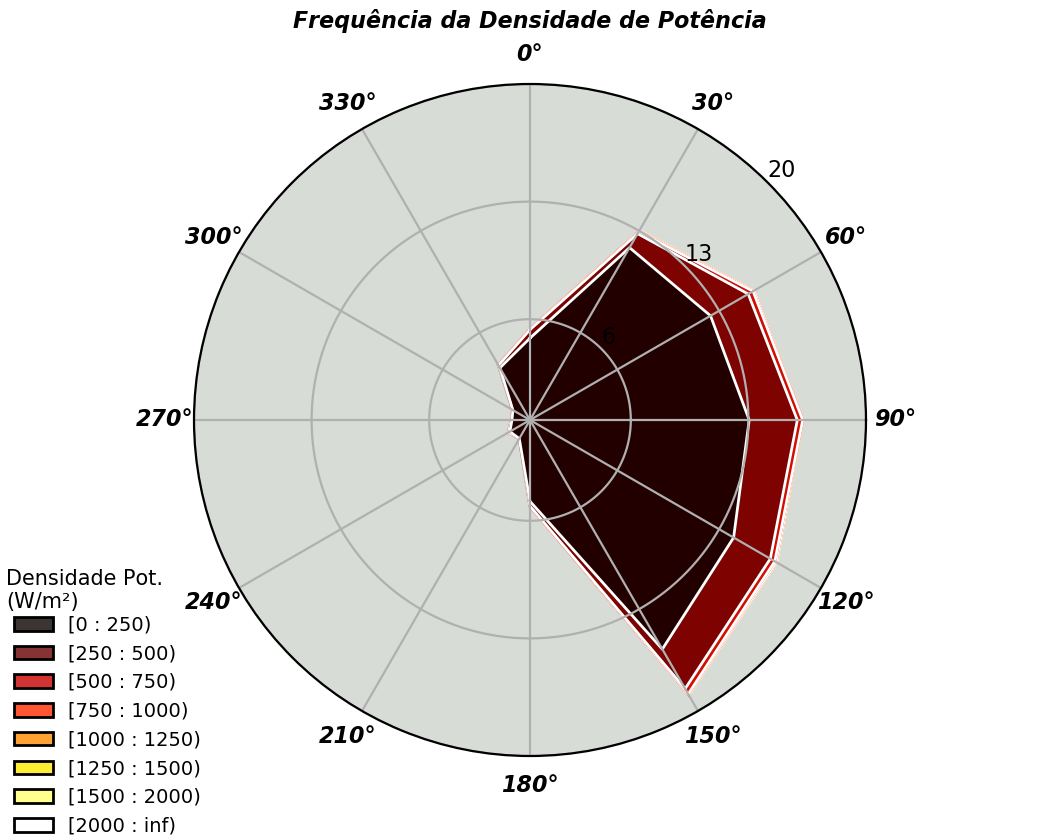 Frequência da Densidade de Potência
0°
330°
30°
20
300°
60°
13
6
270°
90°
240°
120°
210°
150°
180°
Densidade Pot.
(W/m²)
[0 : 250)
[250 : 500)
[500 : 750)
[750 : 1000)
[1000 : 1250)
[1250 : 1500)
[1500 : 2000)
[2000 : inf)